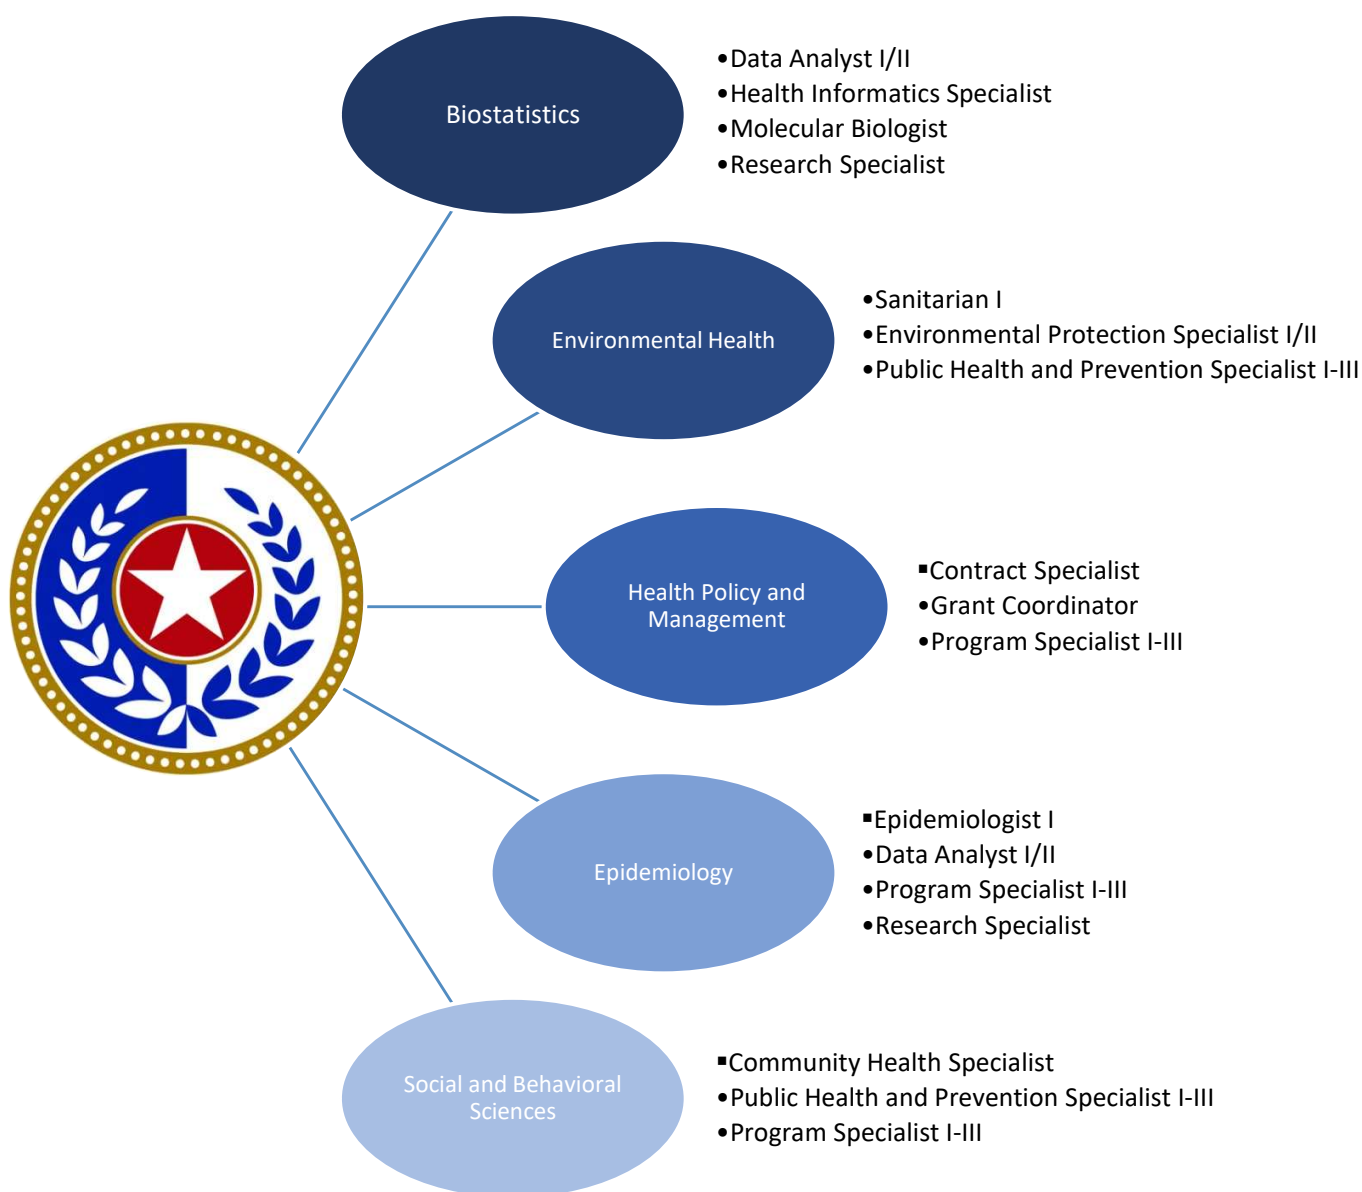 Biostatistics
•Data Analyst I/II
•Health Informatics Specialist
•Molecular Biologist
•Research Specialist
Environmental Health
•Sanitarian I
•Environmental Protection Specialist I/II
•Public Health and Prevention Specialist I-III
Health Policy and
Management
▪Contract Specialist
•Grant Coordinator
•Program Specialist I-III
Epidemiology
▪Epidemiologist I
•Data Analyst I/II
•Program Specialist I-III
•Research Specialist
Social and Behavioral
Sciences
▪Community Health Specialist
•Public Health and Prevention Specialist I-III
•Program Specialist I-III